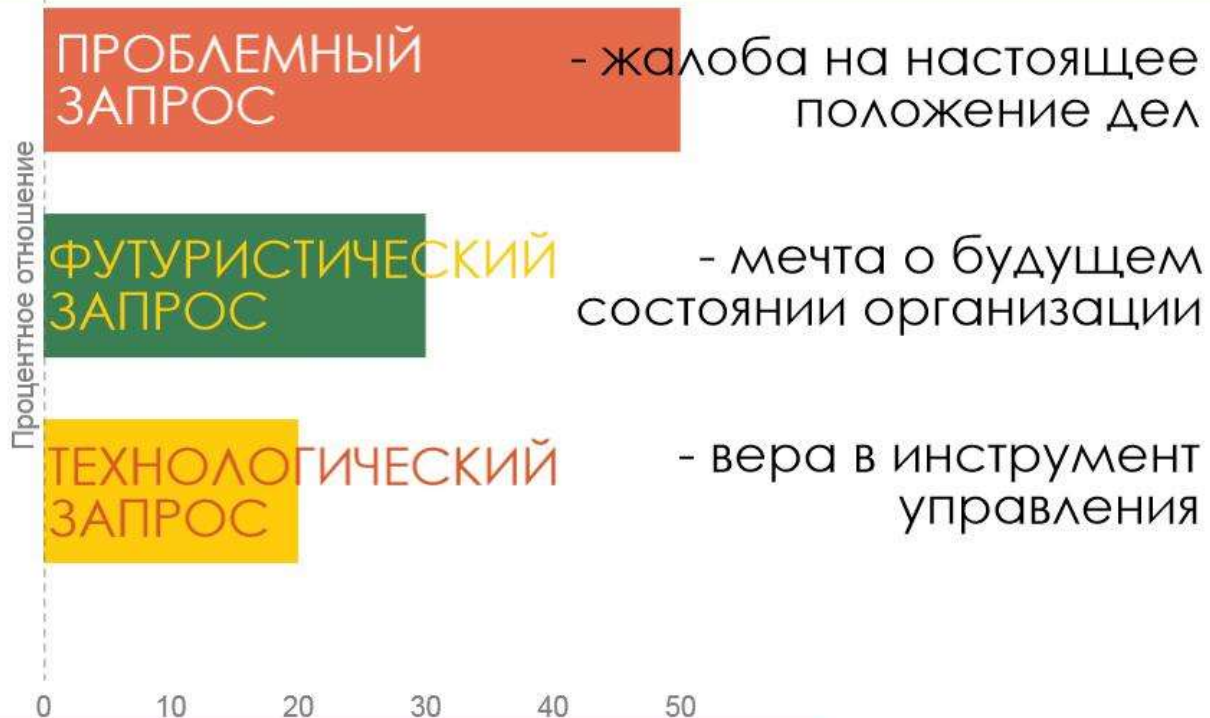 ПРОБЛЕМНЫЙ
ЗАПРОС
- жалоба на настоящее
положение дел
Процентное отношение
ФУТУРИСТИЧЕСКИЙ
ЗАПРОС
- мечта о будущем
состоянии организации
ТЕХНОЛОГИЧЕСКИЙ
ЗАПРОС
- вера в инструмент
управления
0 10 20 30 40 50